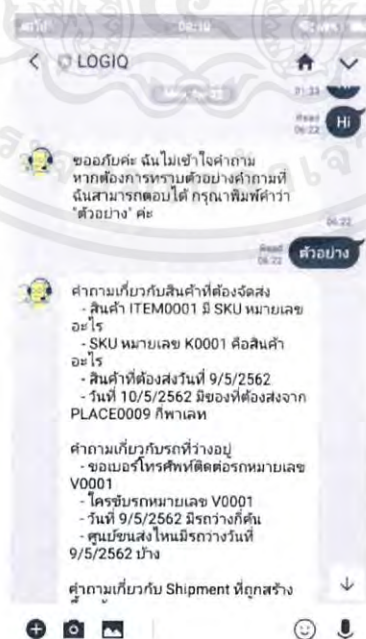 LOGIQ
Hi
Read
06:22
ขออภัยค่ะ ฉันไม่เข้าใจคำถาม
หากต้องการทราบตัวอย่างคำถามที่
ฉันสามารถตอบได้ กรุณาพิมพ์คำว่า
"ตัวอย่าง" ค่ะ
06:22
Read
06:22
ตัวอย่าง
คำถามเกี่ยวกับสินค้าที่ต้องจัดส่ง
- สินค้า ITEM0001 มี SKU หมายเลข
อะไร
- SKU หมายเลข K0001 คือสินค้า
อะไร
- สินค้าที่ต้องส่งวันที่ 9/5/2562
- วันที่ 10/5/2562 มีของที่ต้องส่งจาก
PLACE0009 กี่พาเลท
คำถามเกี่ยวกับรถที่ว่างอยู่
- ขอเบอร์โทรศัพท์ติดต่อรถหมายเลข
V0001
- ใครขับรถหมายเลข V0001
- วันที่ 9/5/2562 มีรถว่างกี่คัน
- ศูนย์ขนส่งไหนมีรถว่างวันที่
9/5/2562 บ้าง
คำถามเกี่ยวกับ Shipment ที่ถูกสร้าง